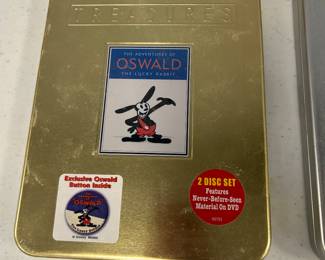 TREASURES
THE ADVENTURES OF
OSWALD
THE LUCKY RABBIT
Exclusive Oswald
Button Inside
OSWALD
2 DISC SET
Features
Never-Before-Seen
Material On DVD